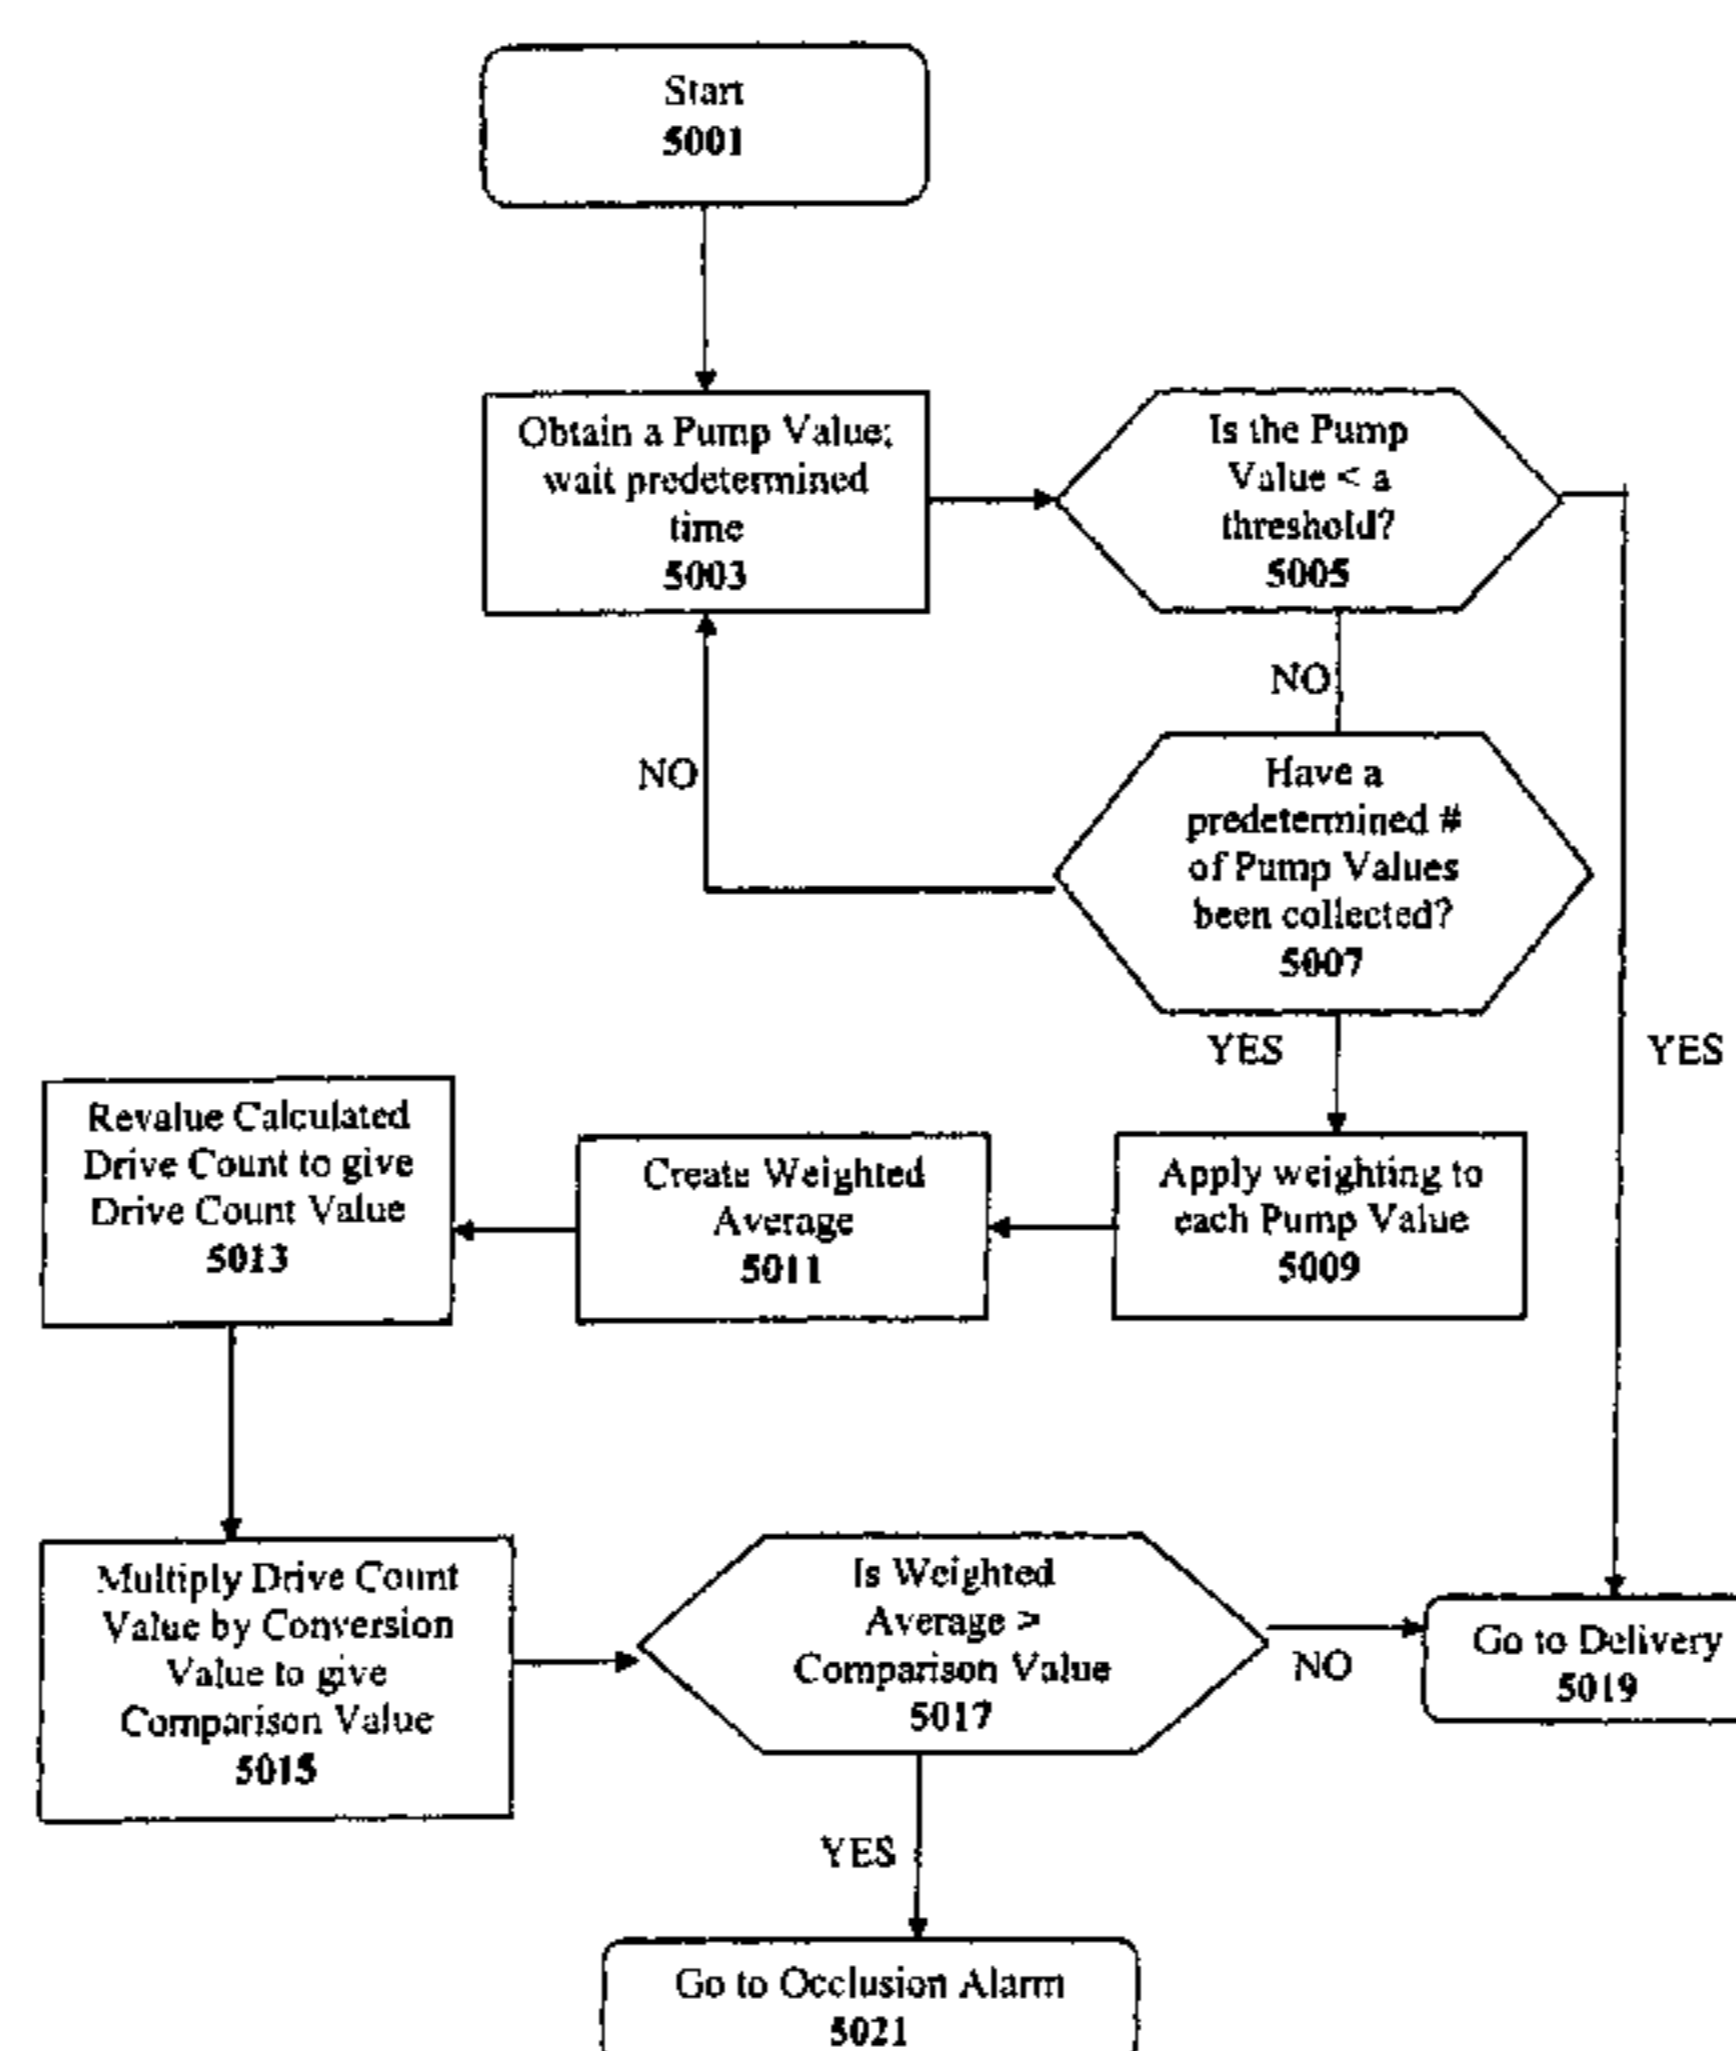 Start
5001
Obtain a Pump Value;
wait predetermined
time
5003
Is the Pump
Value < a
threshold?
5005
NO
NO
Have a
predetermined #
of Pump Values
been collected?
5007
YES
YES
Revalue Calculated
Drive Count to give
Drive Count Value
5013
Create Weighted
Average
5011
Apply weighting to
each Pump Value
5009
Multiply Drive Count
Value by Conversion
Value to give
Comparison Value
5015
Is Weighted
Average >
Comparison Value
5017
NO
Go to Delivery
5019
YES
Go to Occlusion Alarm
5021